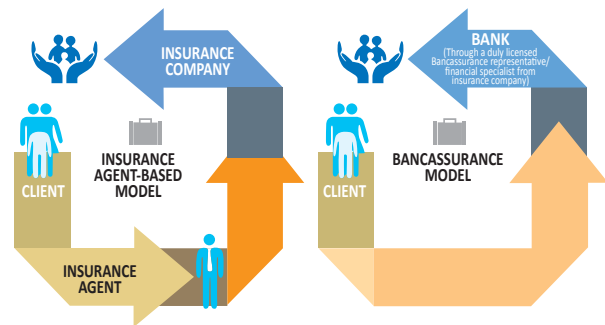 INSURANCE
COMPANY
INSURANCE
AGENT-BASED
MODEL
CLIENT
INSURANCE
AGENT
BANK
(Through a duly licensed
Bancassurance representative/
financial specialist from
insurance company)
BANCASSURANCE
MODEL
CLIENT